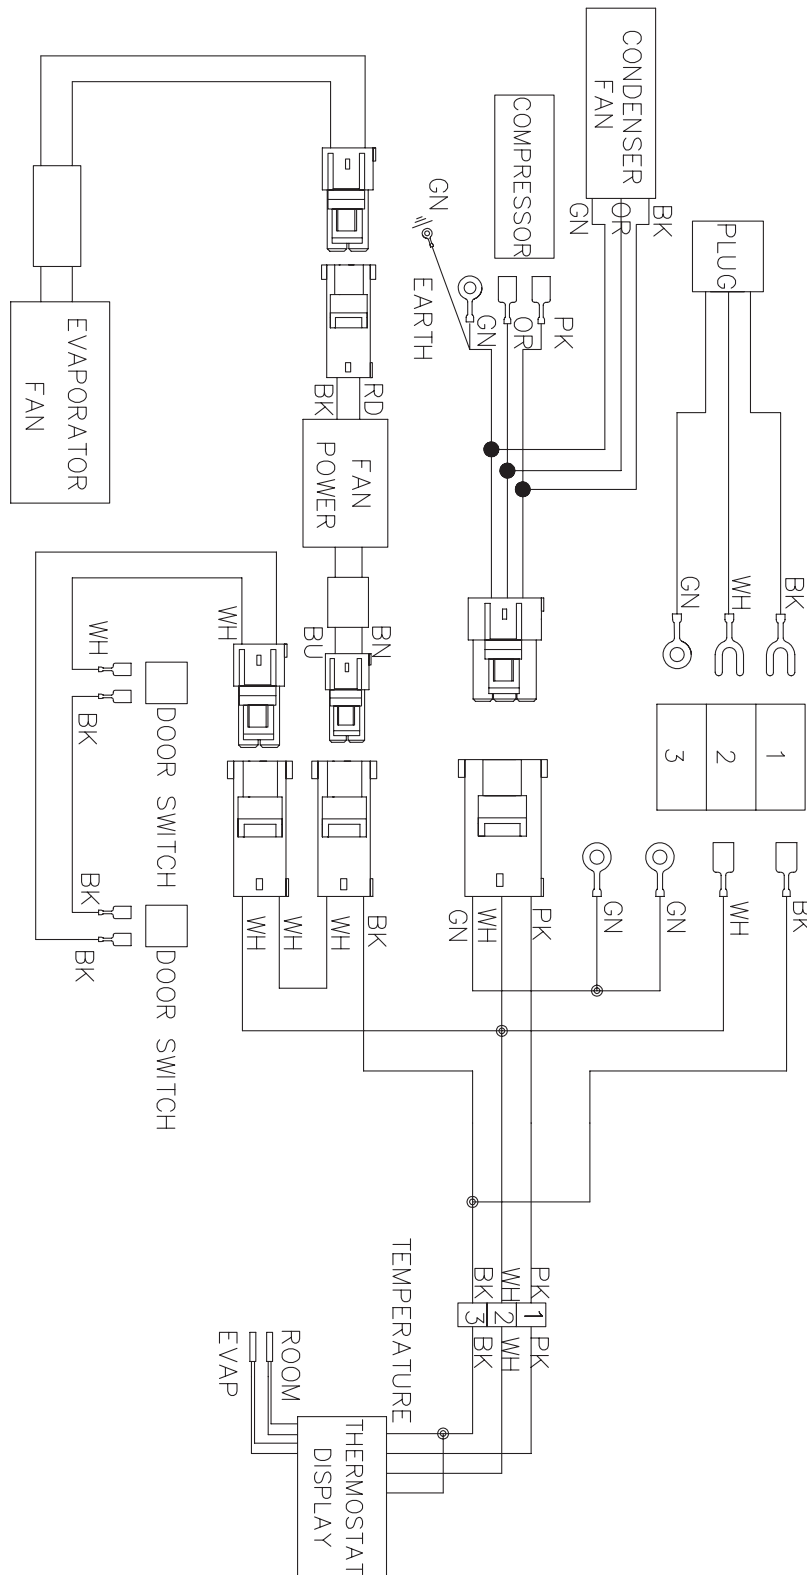 CONDENSER
FAN
GN
OR
BK
COMPRESSOR
GN
EARTH
GN
OR
PK
PLUG
GN
WH
BK
EVAPORATOR
FAN
BK
RD
FAN
POWER
BU
BN
WH
WH
BK
DOOR SWITCH
BK
BK
DOOR SWITCH
3
2
1
WH
WH
WH
BK
GN
WH
PK
GN
GN
WH
BK
TEMPERATURE
BK
WH
PK
3
2
1
BK
WH
PK
EVAP
ROOM
THERMOSTAT
DISPLAY